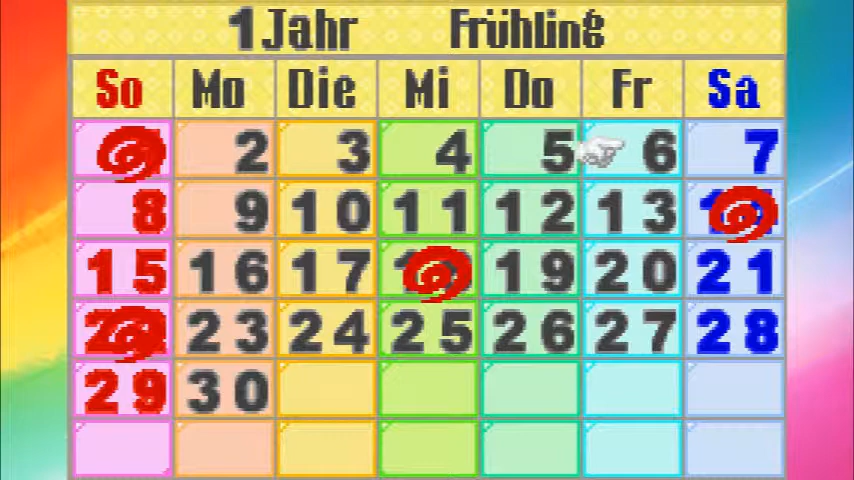 1 Jahr Frühling
So Mo Die Mi Do Fr Sa
2 3 4 5 6 7
8 9 10 11 12 13
15 16 17 19 20 21
23 24 25 26 27 28
29 30